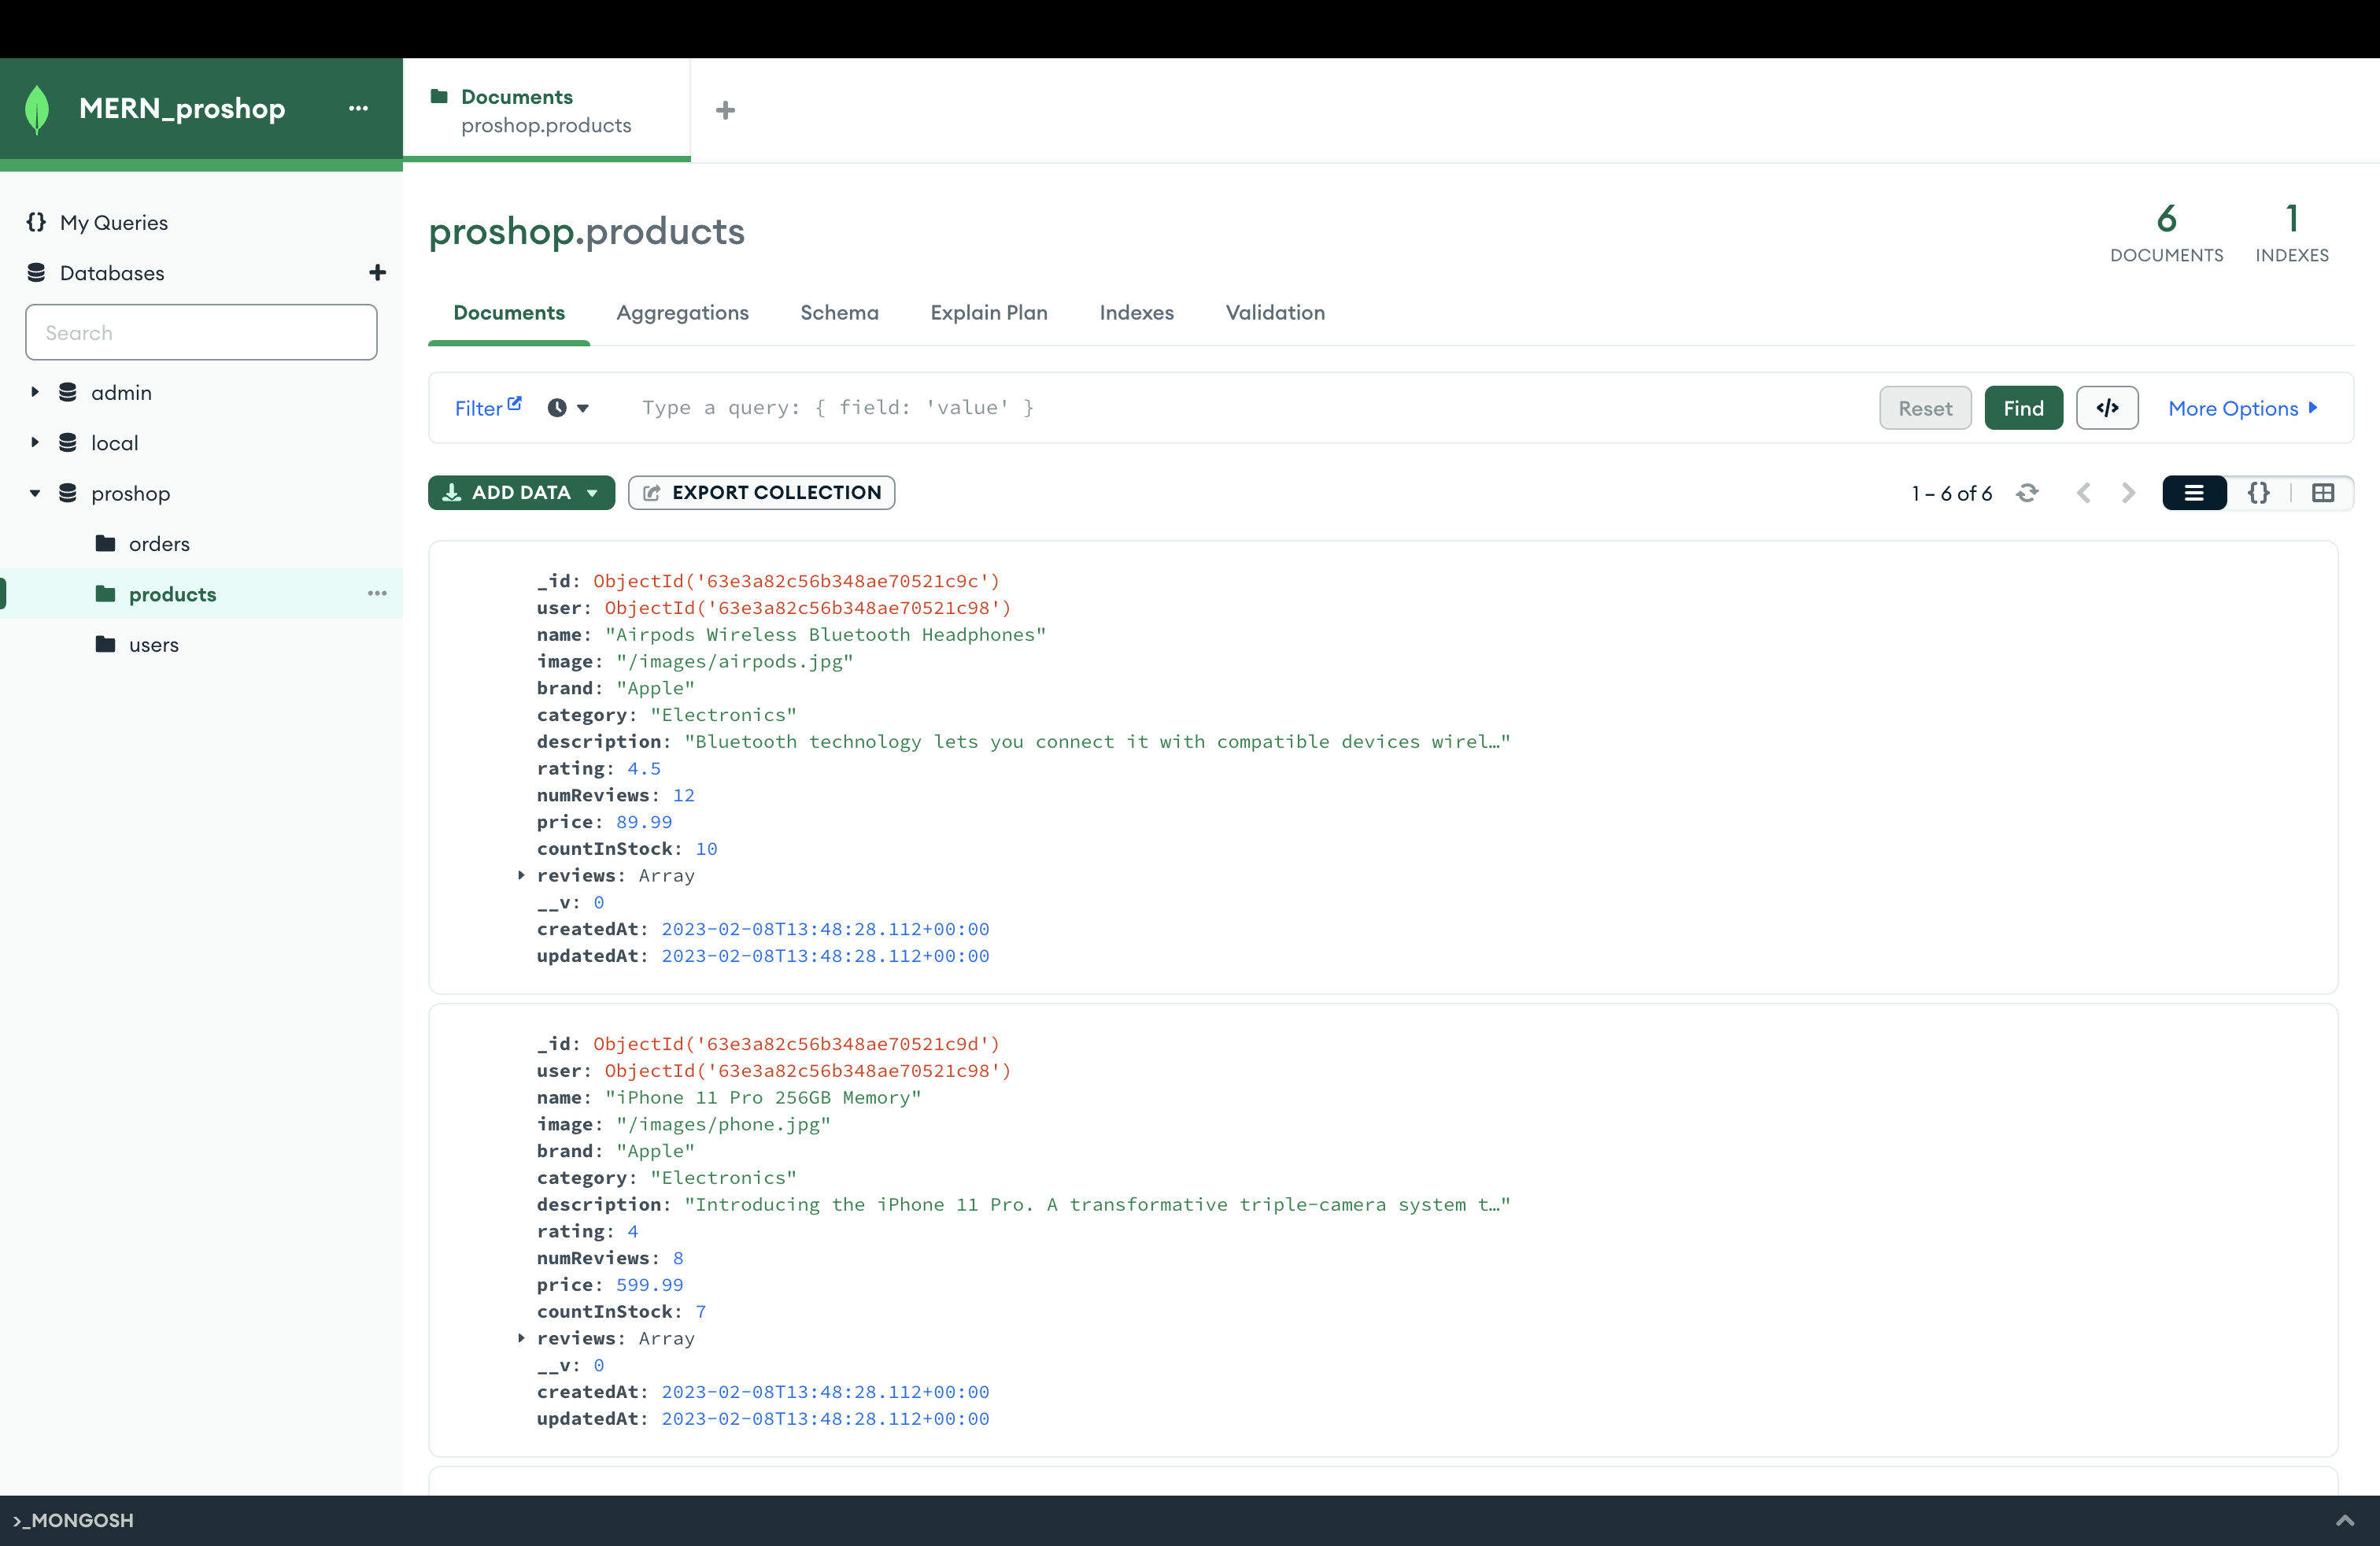 MERN_proshop
Documents
proshop.products
My Queries
Databases
Search
admin
local
proshop
orders
products
users
proshop.products
6
DOCUMENTS
1
INDEXES
Documents Aggregations Schema Explain Plan Indexes Validation
Filter Type a query: { field: 'value' } Reset Find </> More Options
ADD DATA EXPORT COLLECTION 1 – 6 of 6 {}
_id: ObjectId('63e3a82c56b348ae70521c9c')
user: ObjectId('63e3a82c56b348ae70521c98')
name: "Airpods Wireless Bluetooth Headphones"
image: "/images/airpods.jpg"
brand: "Apple"
category: "Electronics"
description: "Bluetooth technology lets you connect it with compatible devices wirel…"
rating: 4.5
numReviews: 12
price: 89.99
countInStock: 10
reviews: Array
__v: 0
createdAt: 2023-02-08T13:48:28.112+00:00
updatedAt: 2023-02-08T13:48:28.112+00:00
_id: ObjectId('63e3a82c56b348ae70521c9d')
user: ObjectId('63e3a82c56b348ae70521c98')
name: "iPhone 11 Pro 256GB Memory"
image: "/images/phone.jpg"
brand: "Apple"
category: "Electronics"
description: "Introducing the iPhone 11 Pro. A transformative triple-camera system t…"
rating: 4
numReviews: 8
price: 599.99
countInStock: 7
reviews: Array
__v: 0
createdAt: 2023-02-08T13:48:28.112+00:00
updatedAt: 2023-02-08T13:48:28.112+00:00
>_MONGOSH